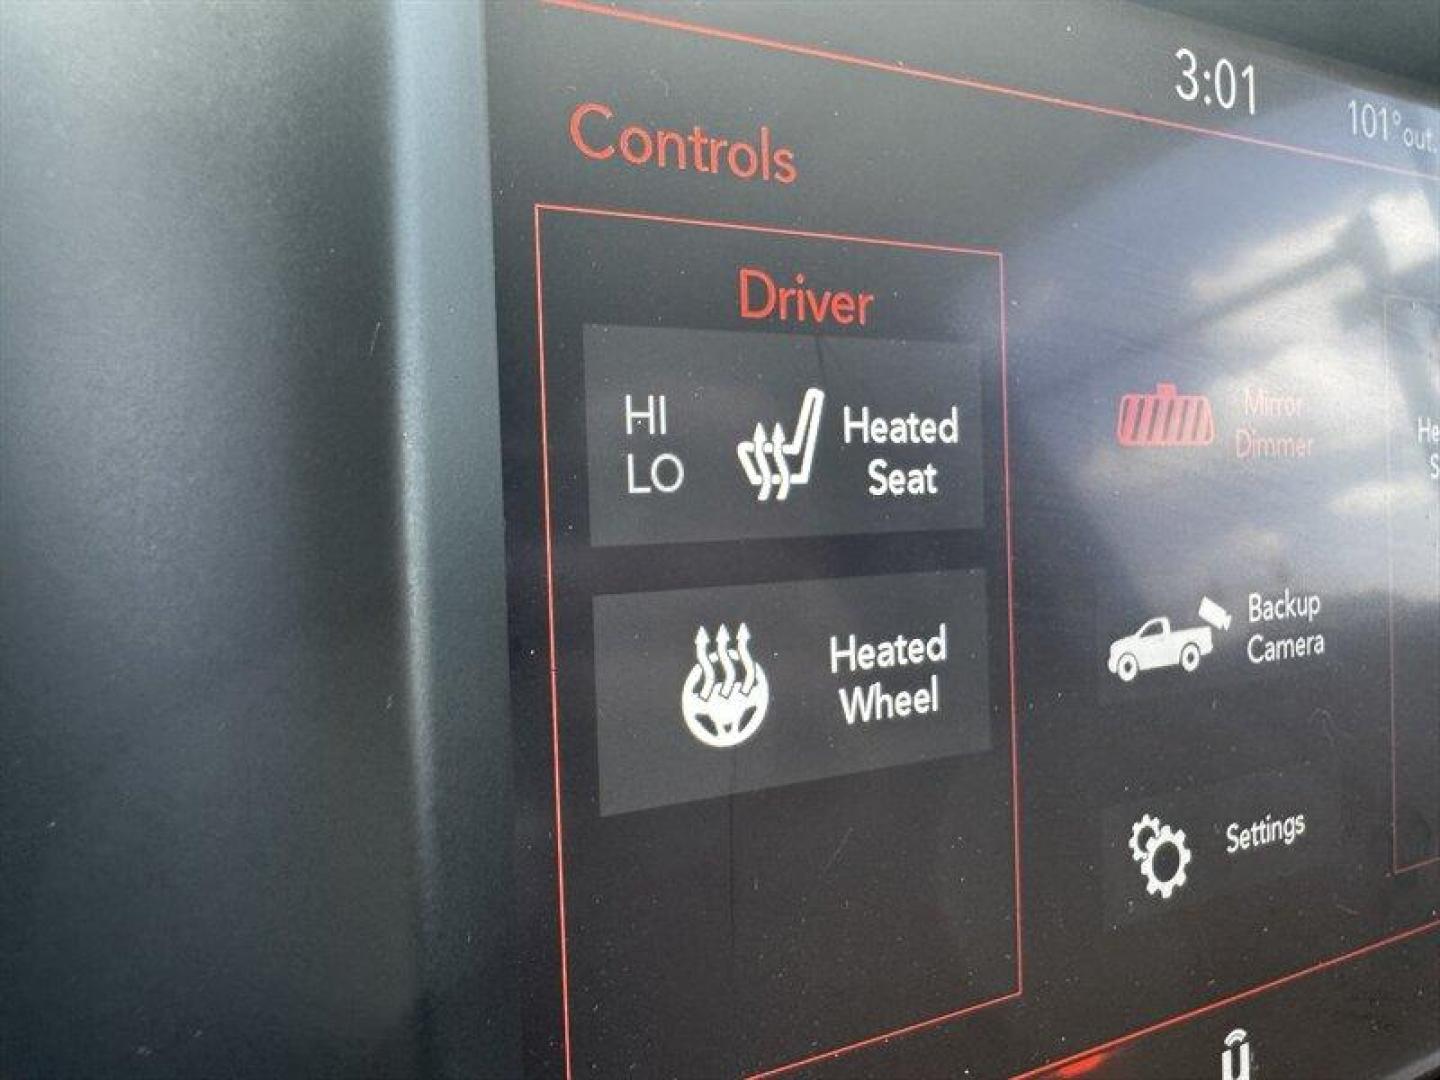 3:01
101° out.
Controls
Driver
HI
LO
Heated
Seat
Mirror
Dimmer
Heated
Wheel
Backup
Camera
Settings